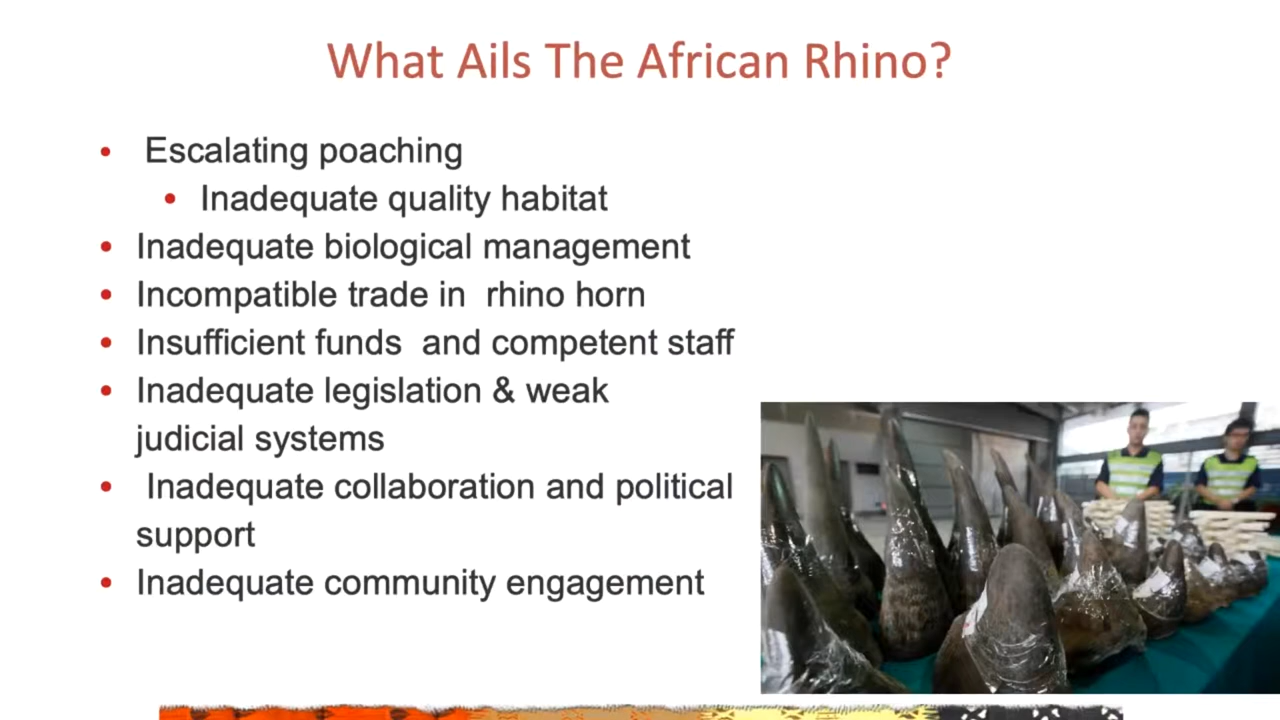 What Ails The African Rhino?
• Escalating poaching
• Inadequate quality habitat
• Inadequate biological management
• Incompatible trade in  rhino horn
• Insufficient funds  and competent staff
• Inadequate legislation & weak
judicial systems
• Inadequate collaboration and political
support
• Inadequate community engagement